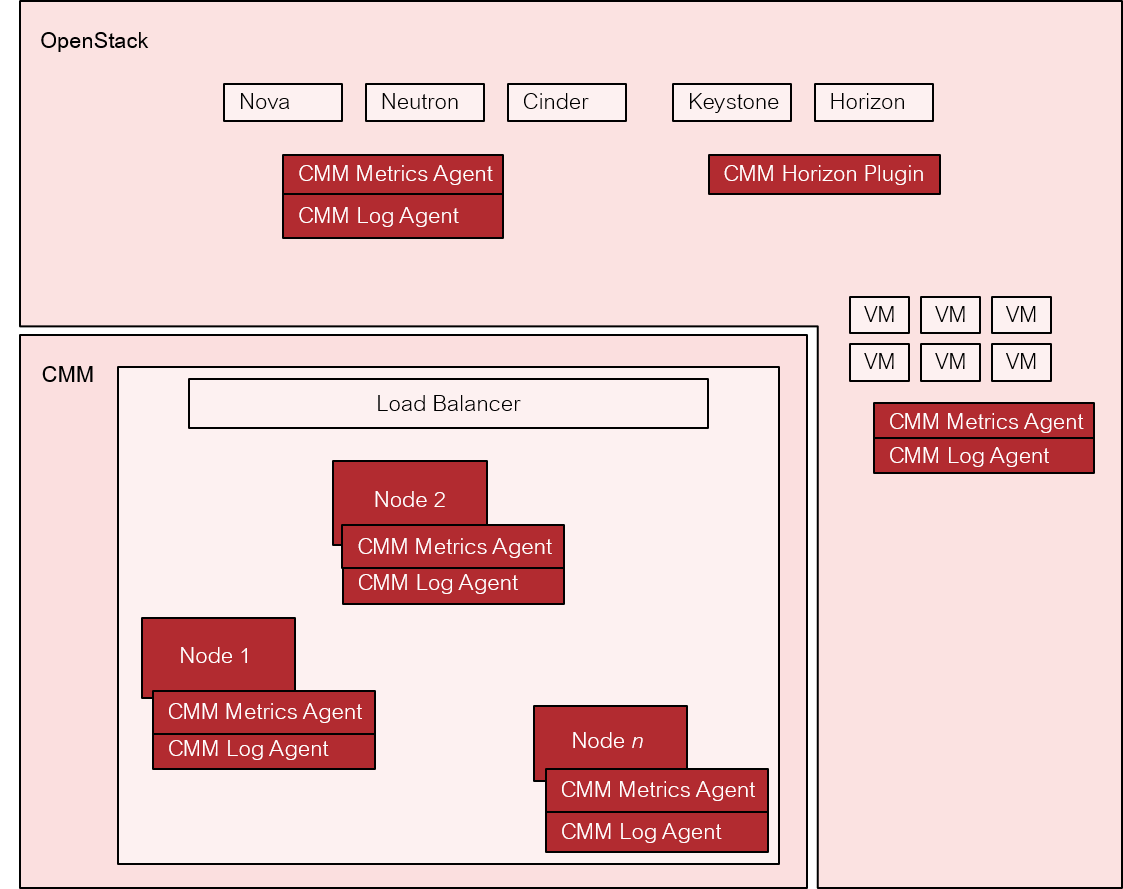 OpenStack
Nova
Neutron
Cinder
Keystone
Horizon
CMM Metrics Agent
CMM Log Agent
CMM Horizon Plugin
VM
VM
VM
VM
VM
VM
CMM Metrics Agent
CMM Log Agent
CMM
Load Balancer
Node 2
CMM Metrics Agent
CMM Log Agent
Node 1
CMM Metrics Agent
CMM Log Agent
Node n
CMM Metrics Agent
CMM Log Agent